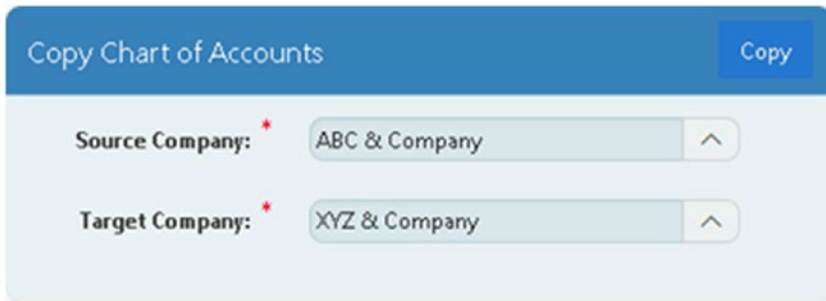 Copy Chart of Accounts Copy
Source Company: * ABC & Company
Target Company: * XYZ & Company